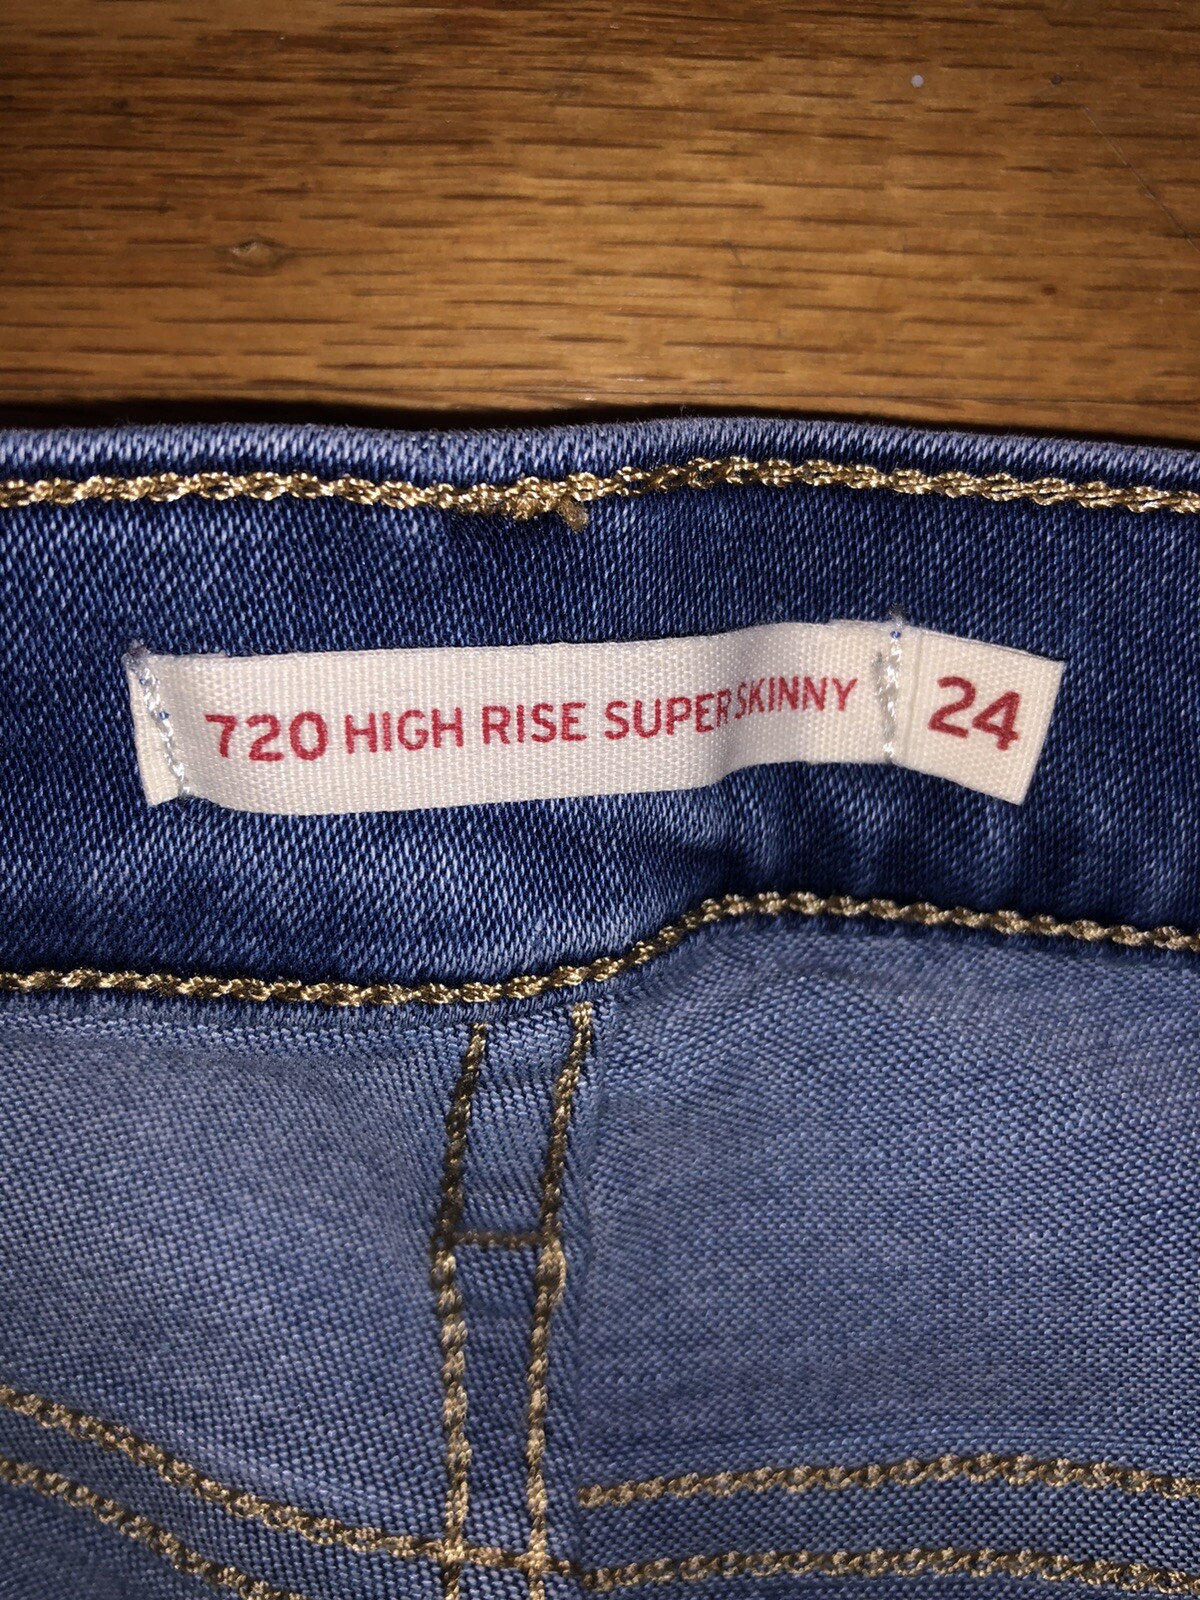 720 HIGH RISE SUPER SKINNY 24